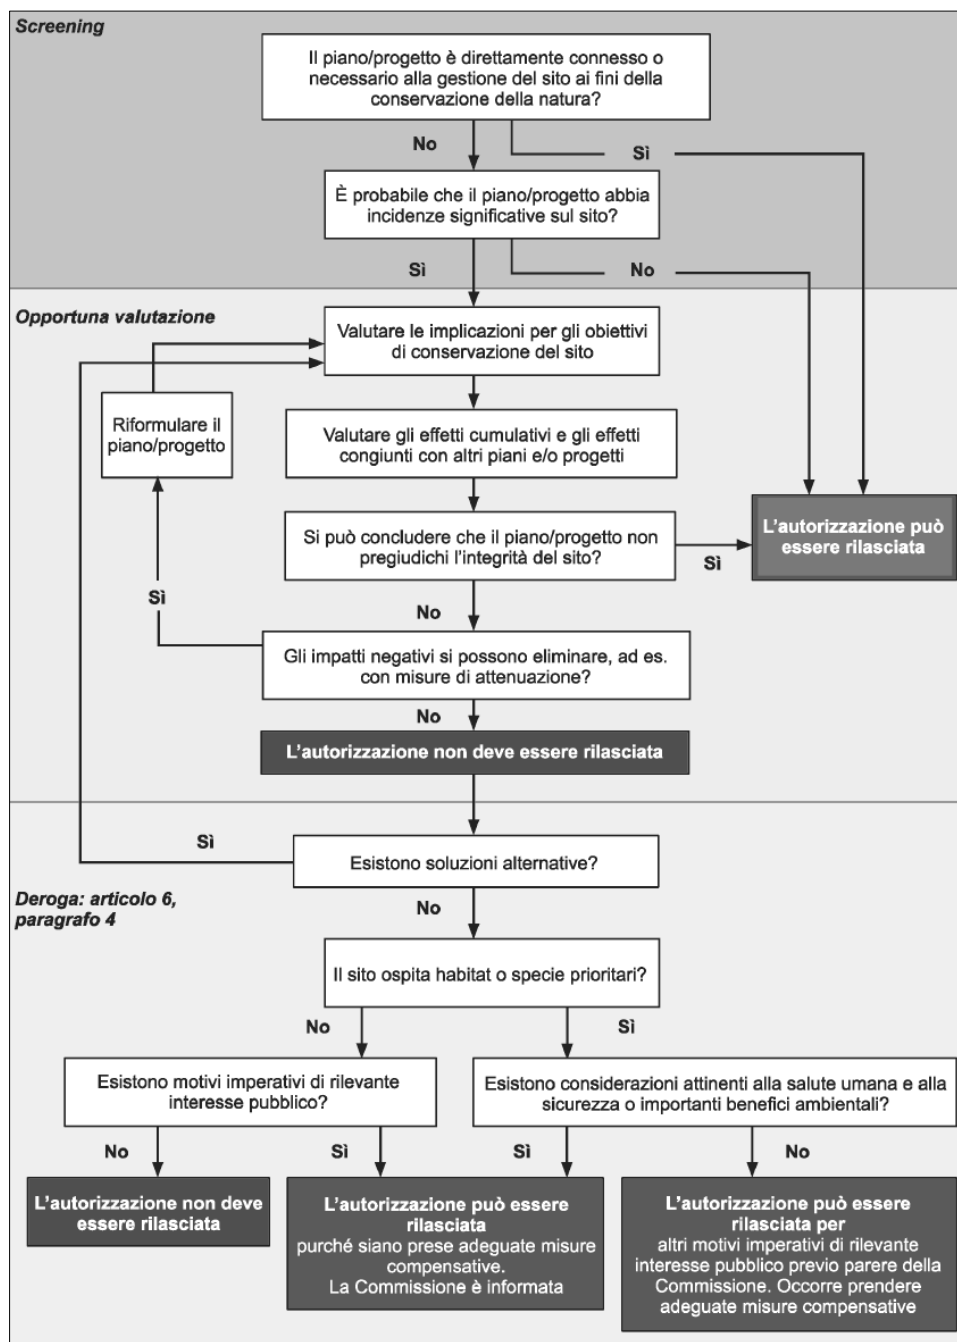 Screening
Il piano/progetto è direttamente connesso o
necessario alla gestione del sito ai fini della
conservazione della natura?
No
Sì
È probabile che il piano/progetto abbia
incidenze significative sul sito?
Sì
No
Opportuna valutazione
Valutare le implicazioni per gli obiettivi
di conservazione del sito
Riformulare il
piano/progetto
Valutare gli effetti cumulativi e gli effetti
congiunti con altri piani e/o progetti
L'autorizzazione può
essere rilasciata
Si può concludere che il piano/progetto non
pregiudichi l'integrità del sito?
Sì
Sì
No
Gli impatti negativi si possono eliminare, ad es.
con misure di attenuazione?
No
L'autorizzazione non deve essere rilasciata
Sì
Esistono soluzioni alternative?
Deroga: articolo 6,
paragrafo 4
No
Il sito ospita habitat o specie prioritari?
No
Sì
Esistono motivi imperativi di rilevante
interesse pubblico?
Esistono considerazioni attinenti alla salute umana e alla
sicurezza o importanti benefici ambientali?
No
Sì
Sì
No
L'autorizzazione non deve
essere rilasciata
L'autorizzazione può essere
rilasciata
purché siano prese adeguate misure
compensative.
La Commissione è informata
L'autorizzazione può essere
rilasciata per
altri motivi imperativi di rilevante
interesse pubblico previo parere della
Commissione. Occorre prendere
adeguate misure compensative